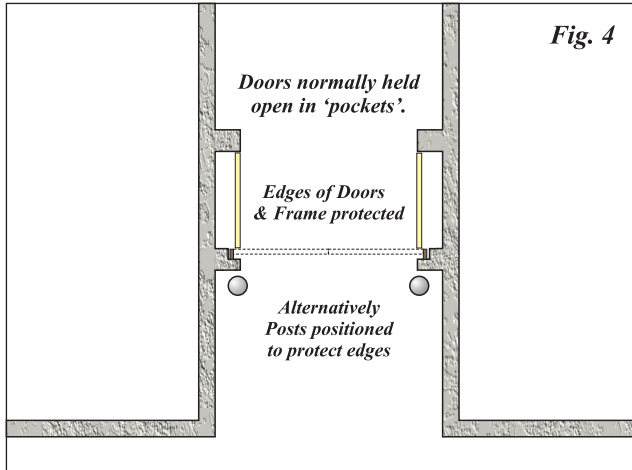 Fig. 4
Doors normally held
open in ‘pockets’.
Edges of Doors
& Frame protected
Alternatively
Posts positioned
to protect edges